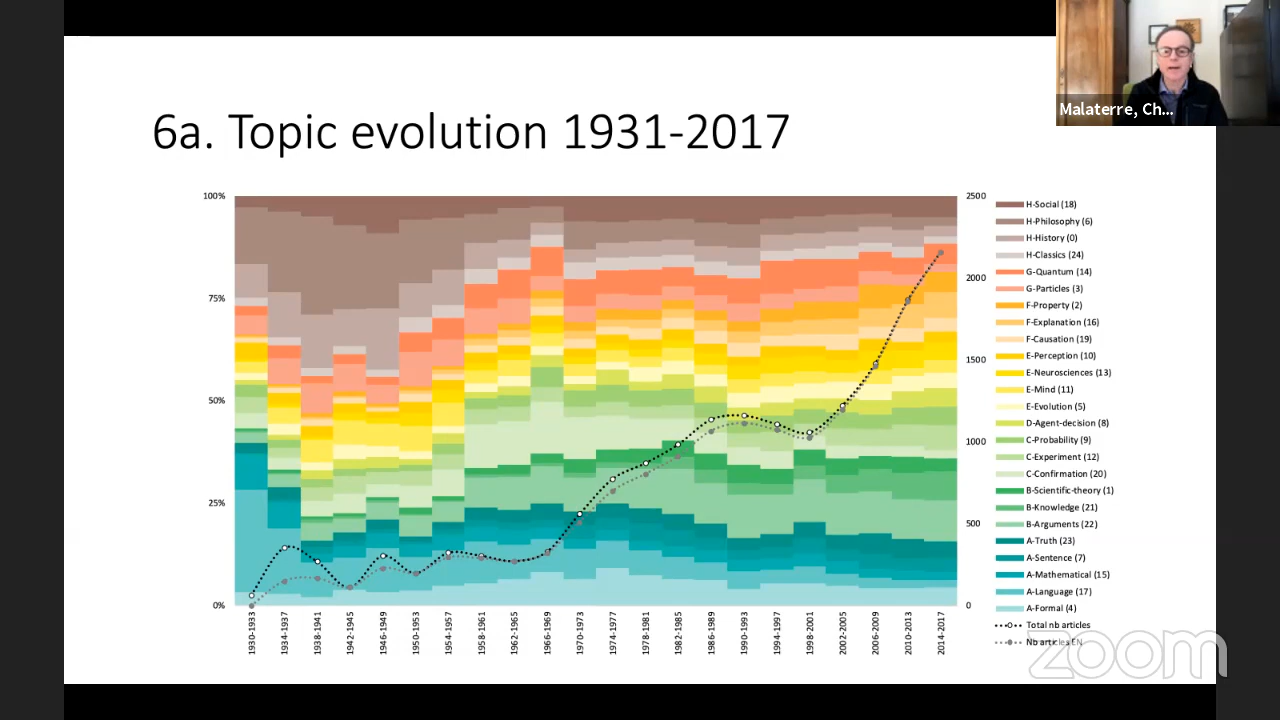 Malaterre, Ch...
6a. Topic evolution 1931-2017
100%
75%
50%
25%
0%
2500
2000
1500
1000
500
0
1930-1933
1934-1937
1938-1941
1942-1945
1946-1949
1950-1953
1954-1957
1958-1961
1962-1965
1966-1969
1970-1973
1974-1977
1978-1981
1982-1985
1986-1989
1990-1993
1994-1997
1998-2001
2002-2005
2006-2009
2010-2013
2014-2017
H-Social (18)
H-Philosophy (6)
H-History (0)
H-Classics (24)
G-Quantum (14)
G-Particles (3)
F-Property (2)
F-Explanation (16)
F-Causation (19)
E-Perception (10)
E-Neurosciences (13)
E-Mind (11)
E-Evolution (5)
D-Agent-decision (8)
C-Probability (9)
C-Experiment (12)
C-Confirmation (20)
B-Scientific-theory (1)
B-Knowledge (21)
B-Arguments (22)
A-Truth (23)
A-Sentence (7)
A-Mathematical (15)
A-Language (17)
A-Formal (4)
Total nb articles
Nb articles EN
zoom